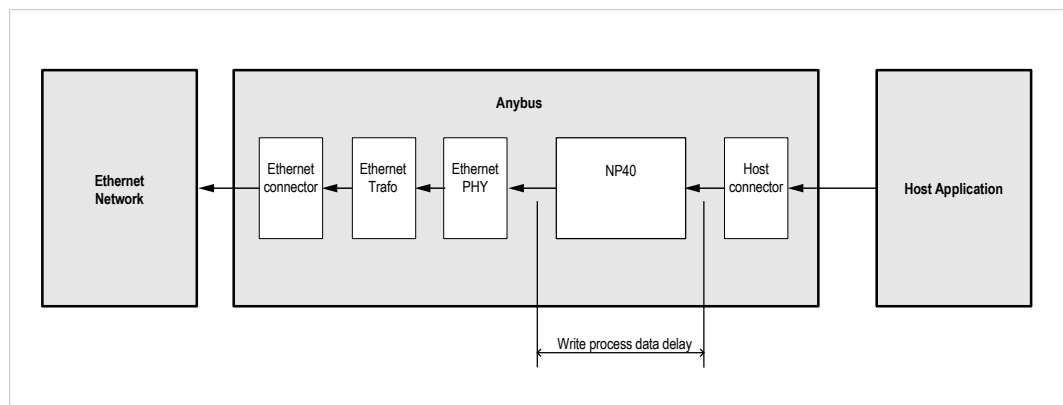 Anybus
Ethernet
Network
Ethernet
connector
Ethernet
Trafo
Ethernet
PHY
NP40
Host
connector
Host Application
Write process data delay